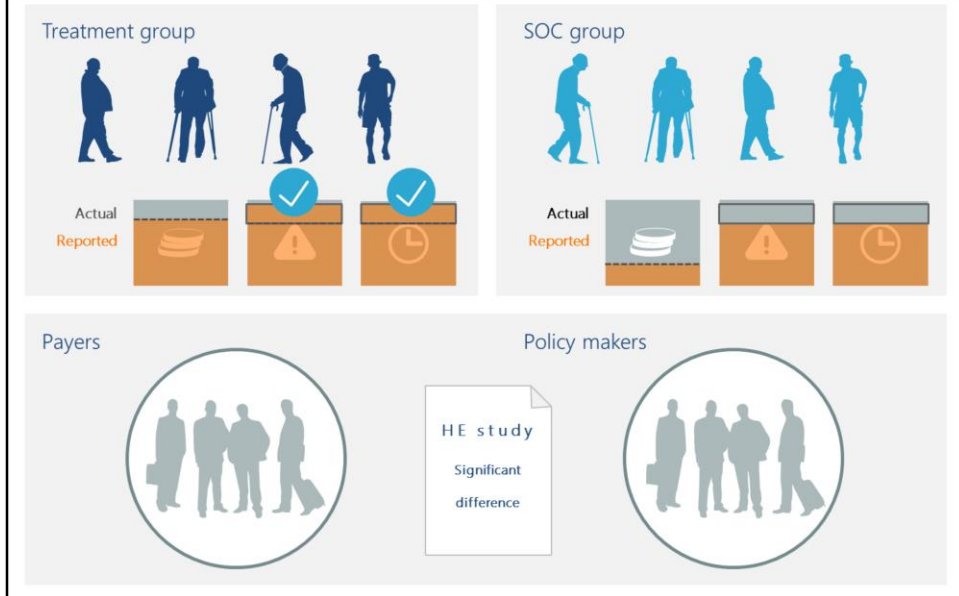 Treatment group
Actual
Reported
SOC group
Actual
Reported
Payers
HE study
Significant
difference
Policy makers